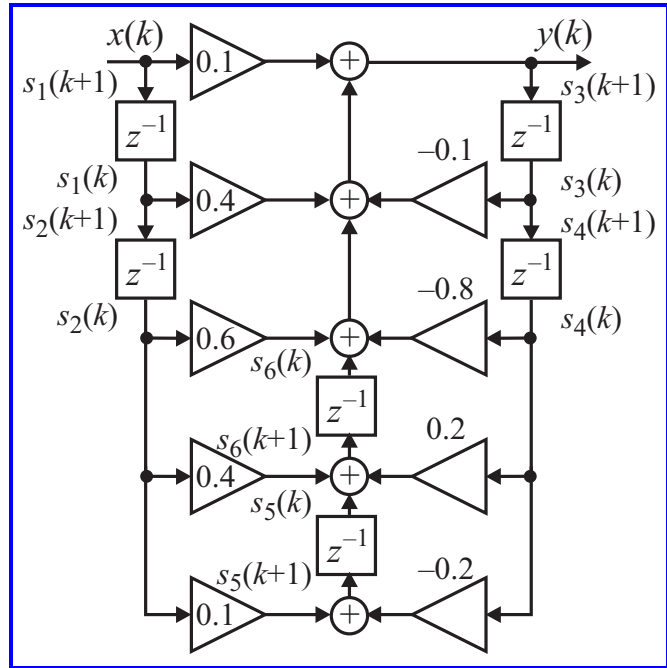 x(k) y(k)
0.1 +
s₁(k+1) s₃(k+1)
z⁻¹ z⁻¹
–0.1
s₁(k) s₃(k)
0.4 +
s₂(k+1) s₄(k+1)
z⁻¹ z⁻¹
–0.8
s₂(k) s₄(k)
0.6 +
s₆(k)
z⁻¹
s₆(k+1) 0.2
0.4 +
s₅(k)
z⁻¹
s₅(k+1) –0.2
0.1 +